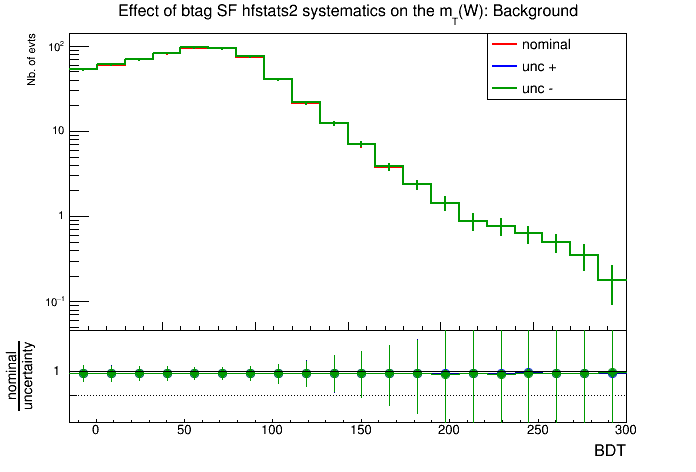 Effect of btag SF hfstats2 systematics on the m_T(W): Background
Nb. of evts
nominal
unc +
unc -
10²
10
1
10⁻¹
nominal
uncertainty
1
0 50 100 150 200 250 300
BDT